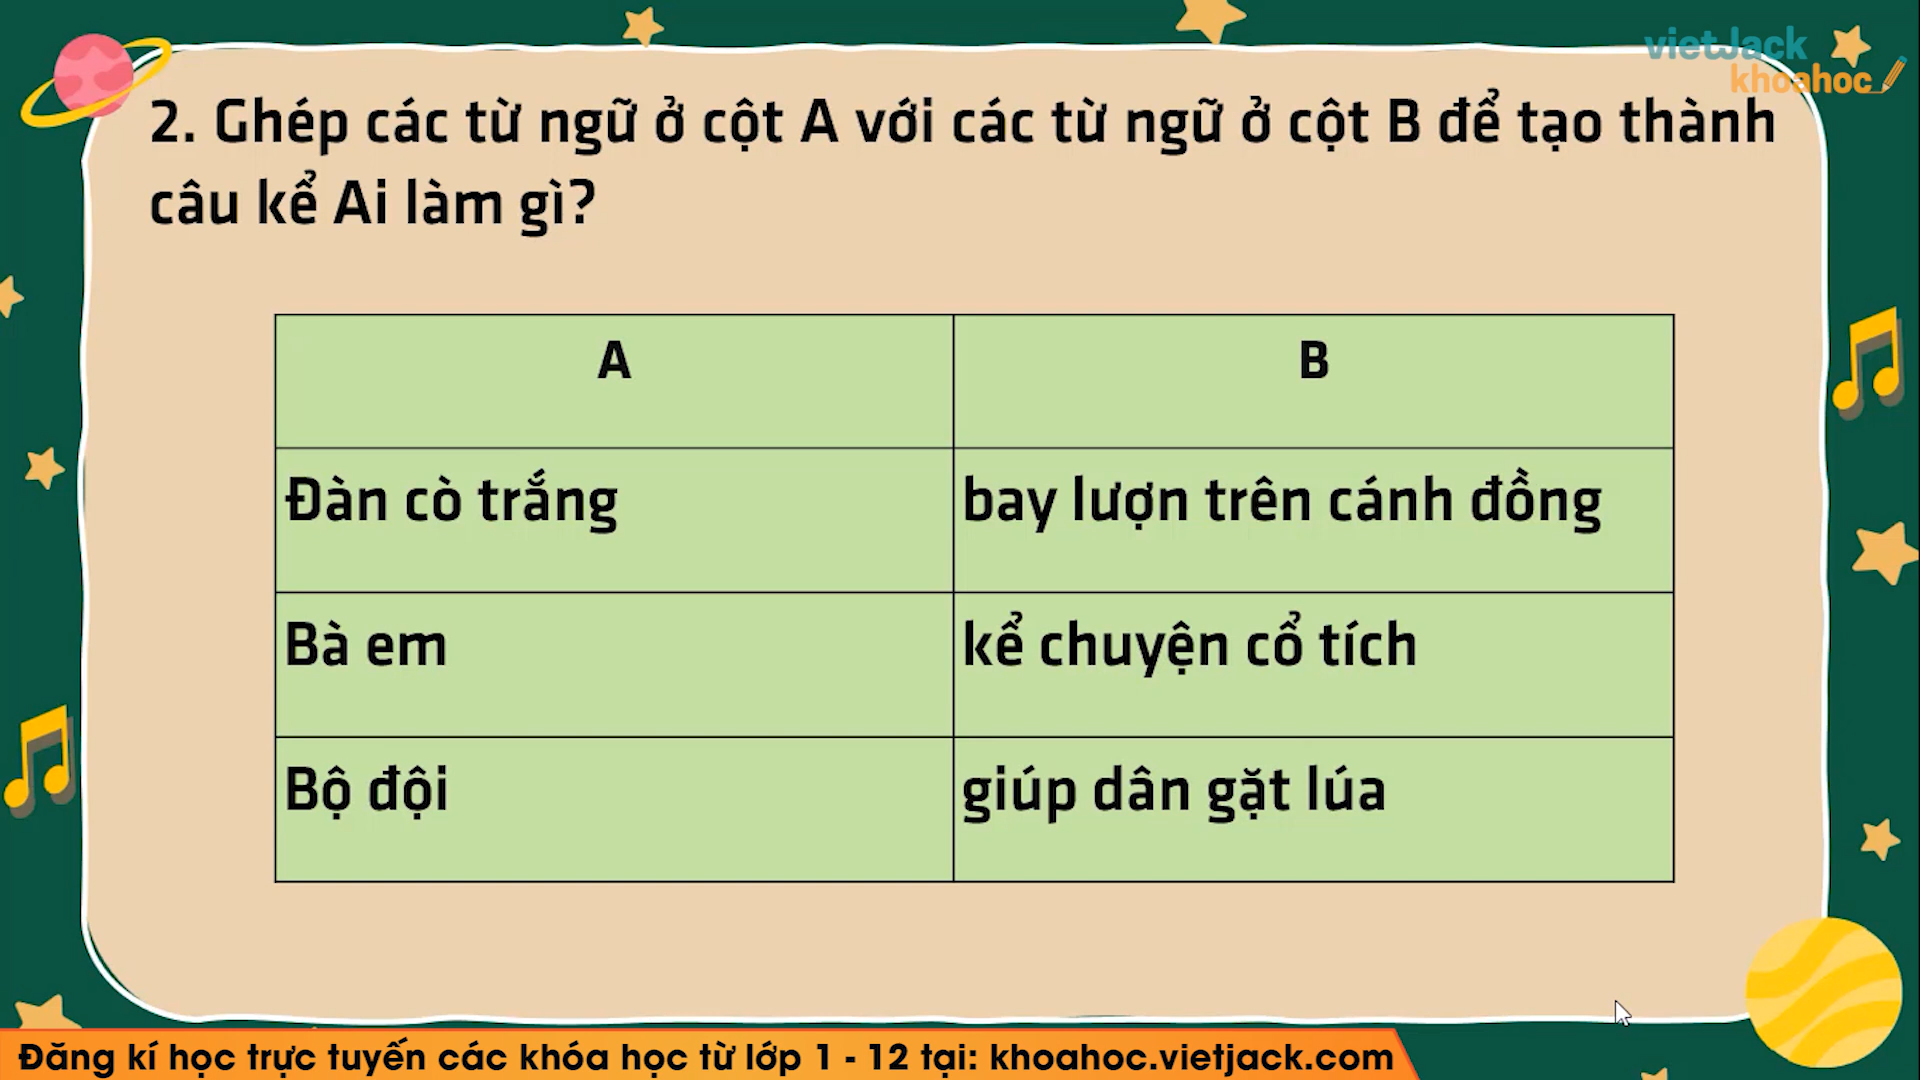 vietJack
khoahoc
2. Ghép các từ ngữ ở cột A với các từ ngữ ở cột B để tạo thành
câu kể Ai làm gì?
A B
Đàn cò trắng bay lượn trên cánh đồng
Bà em kể chuyện cổ tích
Bộ đội giúp dân gặt lúa
Đăng kí học trực tuyến các khóa học từ lớp 1 - 12 tại: khoahoc.vietjack.com